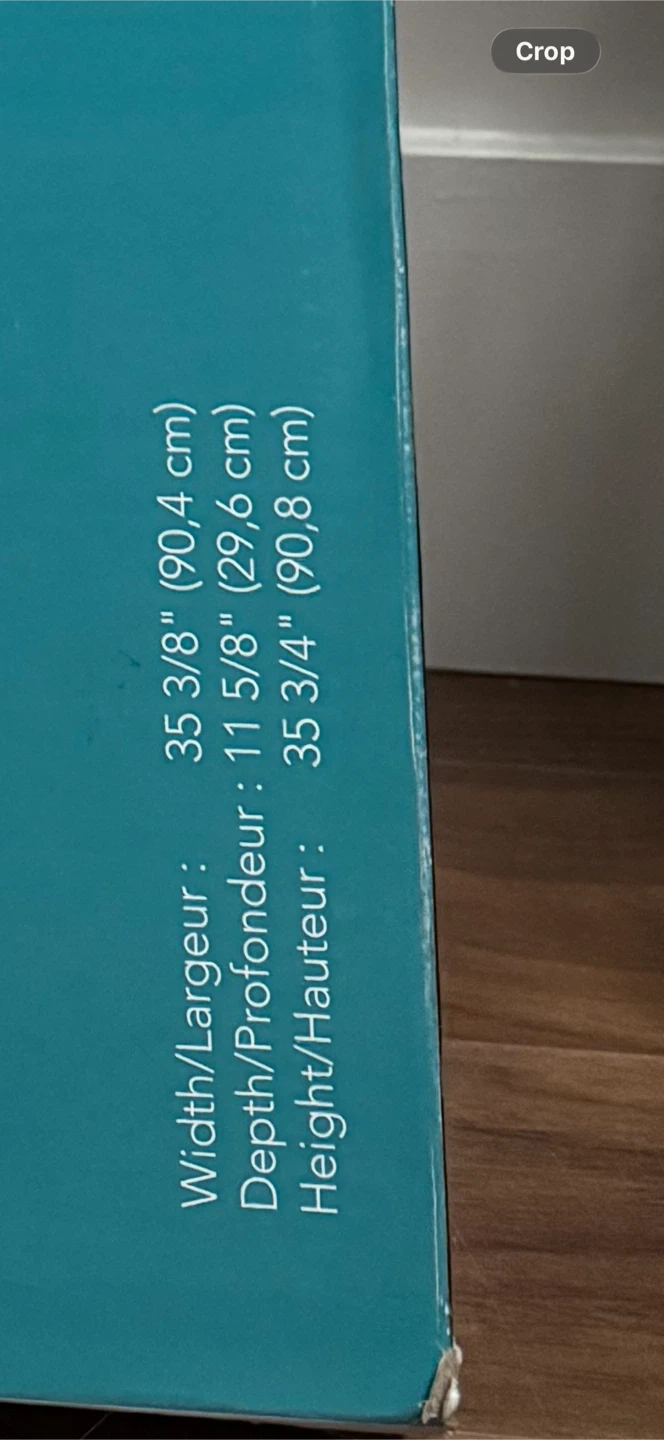 Crop
Width/Largeur : 35 3/8" (90,4 cm)
Depth/Profondeur : 11 5/8" (29,6 cm)
Height/Hauteur : 35 3/4" (90,8 cm)